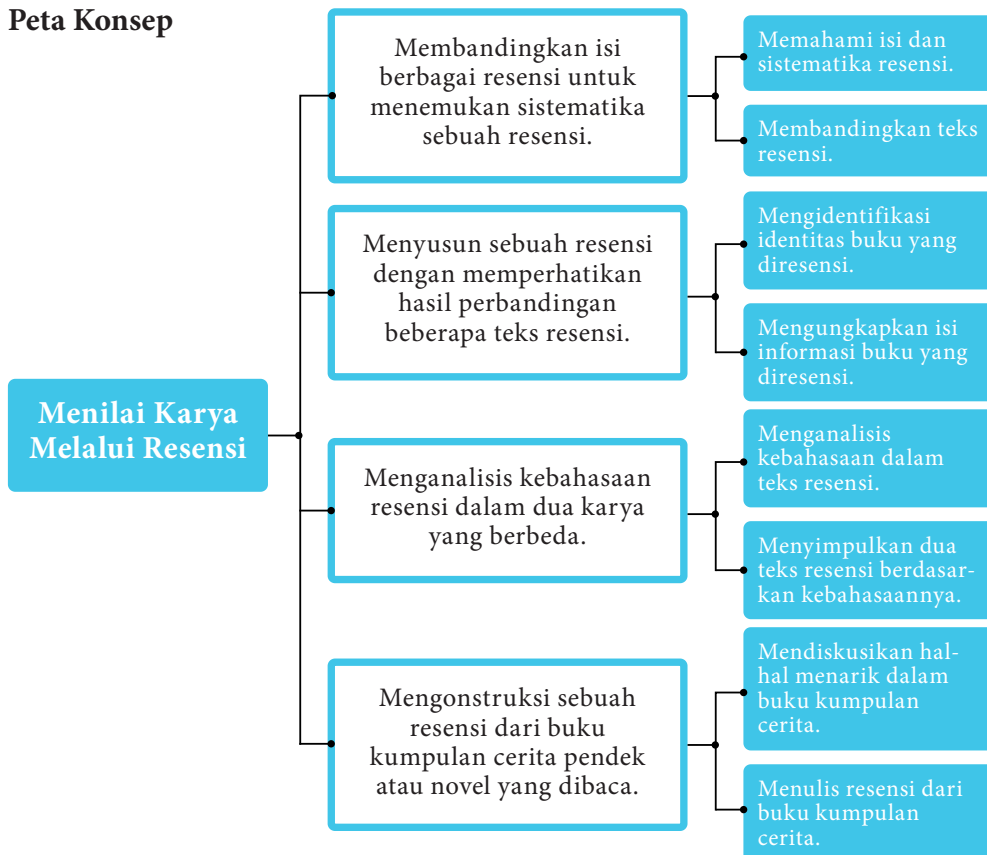 Peta Konsep
Menilai Karya
Melalui Resensi
Membandingkan isi
berbagai resensi untuk
menemukan sistematika
sebuah resensi.
Memahami isi dan
sistematika resensi.
Membandingkan teks
resensi.
Menyusun sebuah resensi
dengan memperhatikan
hasil perbandingan
beberapa teks resensi.
Mengidentifikasi
identitas buku yang
diresensi.
Mengungkapkan isi
informasi buku yang
diresensi.
Menganalisis kebahasaan
resensi dalam dua karya
yang berbeda.
Menganalisis
kebahasaan dalam
teks resensi.
Menyimpulkan dua
teks resensi berdasar-
kan kebahasaannya.
Mengonstruksi sebuah
resensi dari buku
kumpulan cerita pendek
atau novel yang dibaca.
Mendiskusikan hal-
hal menarik dalam
buku kumpulan
cerita.
Menulis resensi dari
buku kumpulan
cerita.